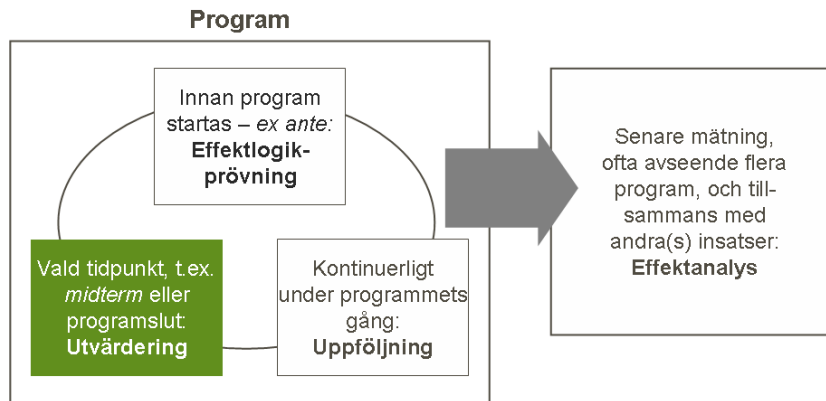 Program
Innan program
startas – ex ante:
Effektlogik-
prövning
Vald tidpunkt, t.ex.
midterm eller
programslut:
Utvärdering
Kontinuerligt
under programmets
gång:
Uppföljning
Senare mätning,
ofta avseende flera
program, och till-
sammans med
andra(s) insatser:
Effektanalys